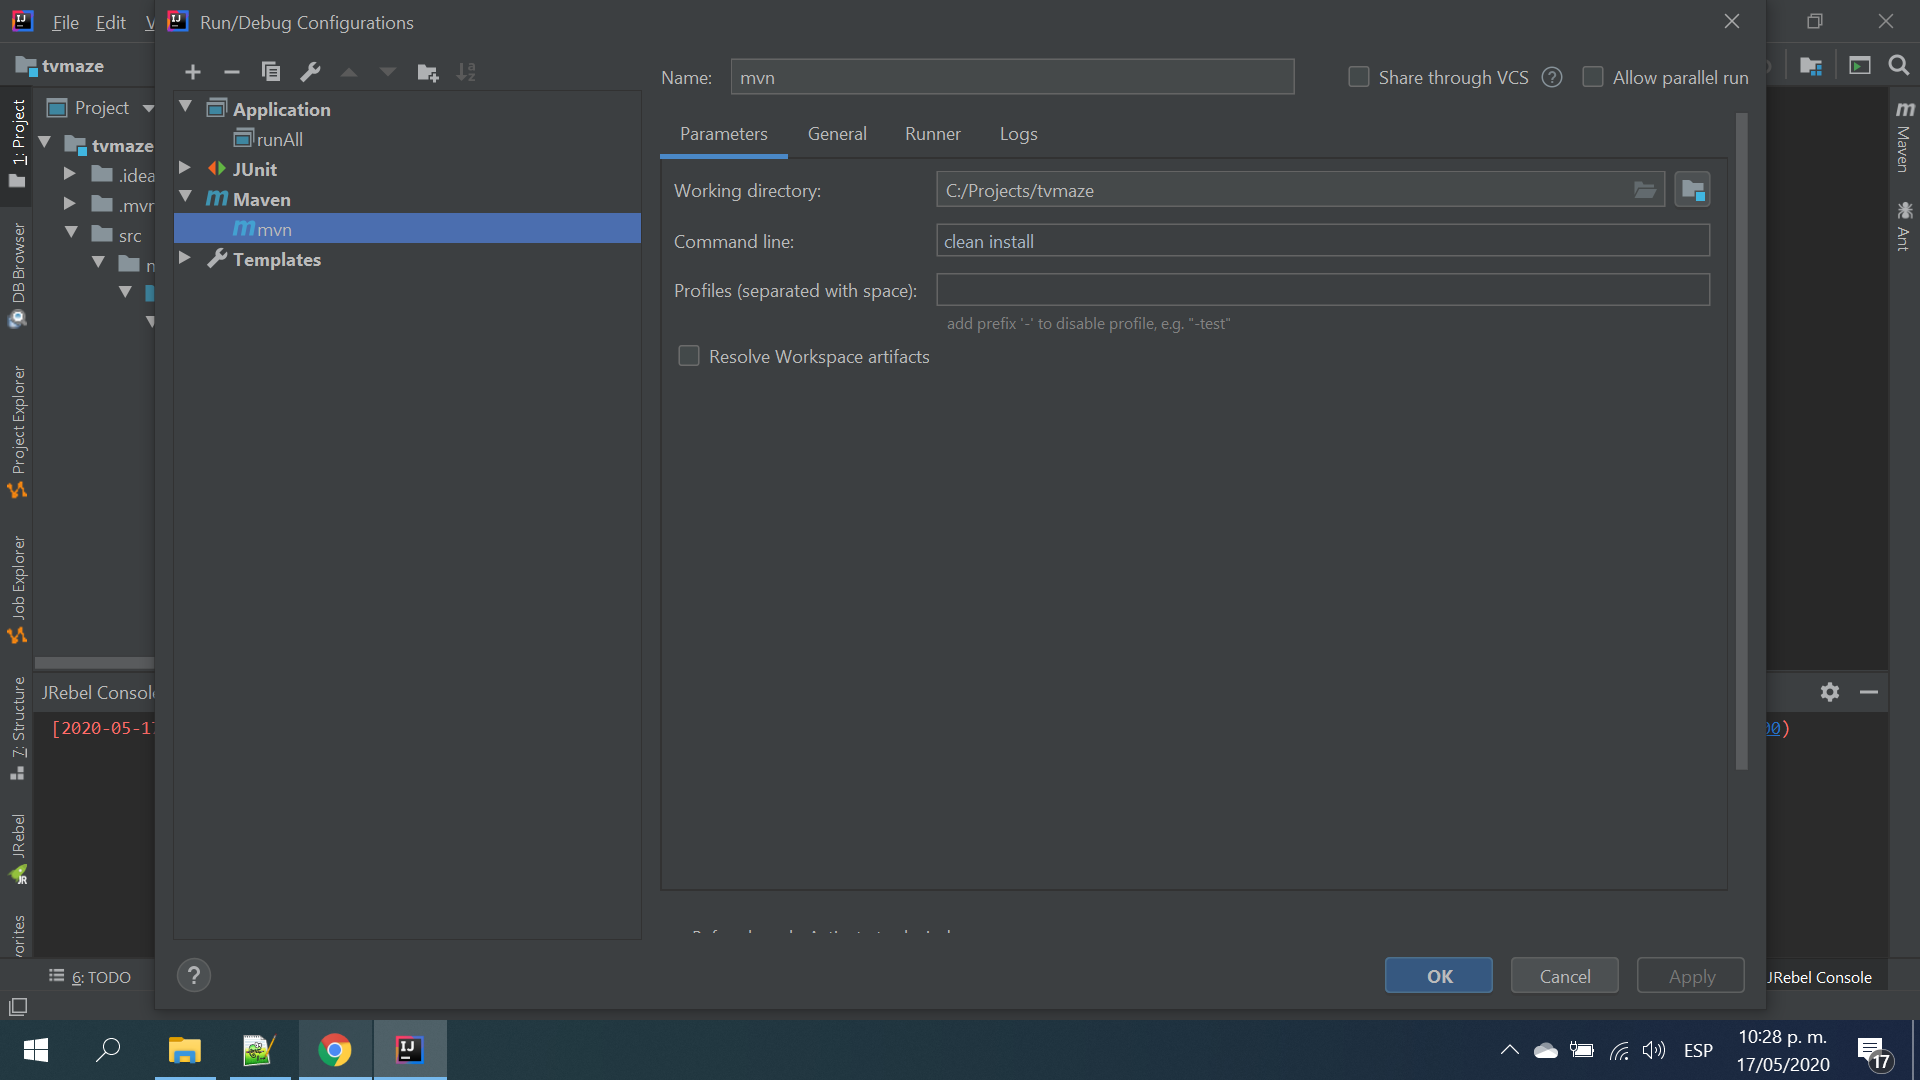 File Edit V
Run/Debug Configurations
tvmaze
Name: mvn
Share through VCS
Allow parallel run
Project
tvmaze
.idea
.mvn
src
Application
runAll
JUnit
Maven
mvn
Templates
Parameters General Runner Logs
Working directory: C:/Projects/tvmaze
Command line: clean install
Profiles (separated with space):
add prefix '-' to disable profile, e.g. "-test"
Resolve Workspace artifacts
1: Project
DB Browser
Project Explorer
Job Explorer
7: Structure
JRebel
vorites
Maven
Ant
JRebel Console
[2020-05-17
00)
? OK Cancel Apply
6: TODO
JRebel Console
ESP
10:28 p. m.
17/05/2020
17